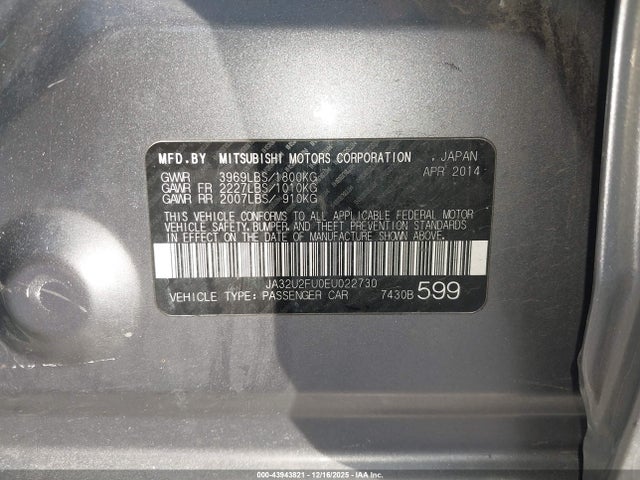 MFD.BY MITSUBISHI MOTORS CORPORATION , JAPAN
GVWR 3969LBS/1800KG APR 2014
GAWR FR 2227LBS/1010KG
GAWR RR 2007LBS/ 910KG
THIS VEHICLE CONFORMS TO ALL APPLICABLE FEDERAL MOTOR
VEHICLE SAFETY, BUMPER, AND THEFT PREVENTION STANDARDS
IN EFFECT ON THE DATE OF MANUFACTURE SHOWN ABOVE.
JA32U2FU0EU022730
VEHICLE TYPE: PASSENGER CAR 7430B 599
000-43943821 | 12/16/2025 | IAA